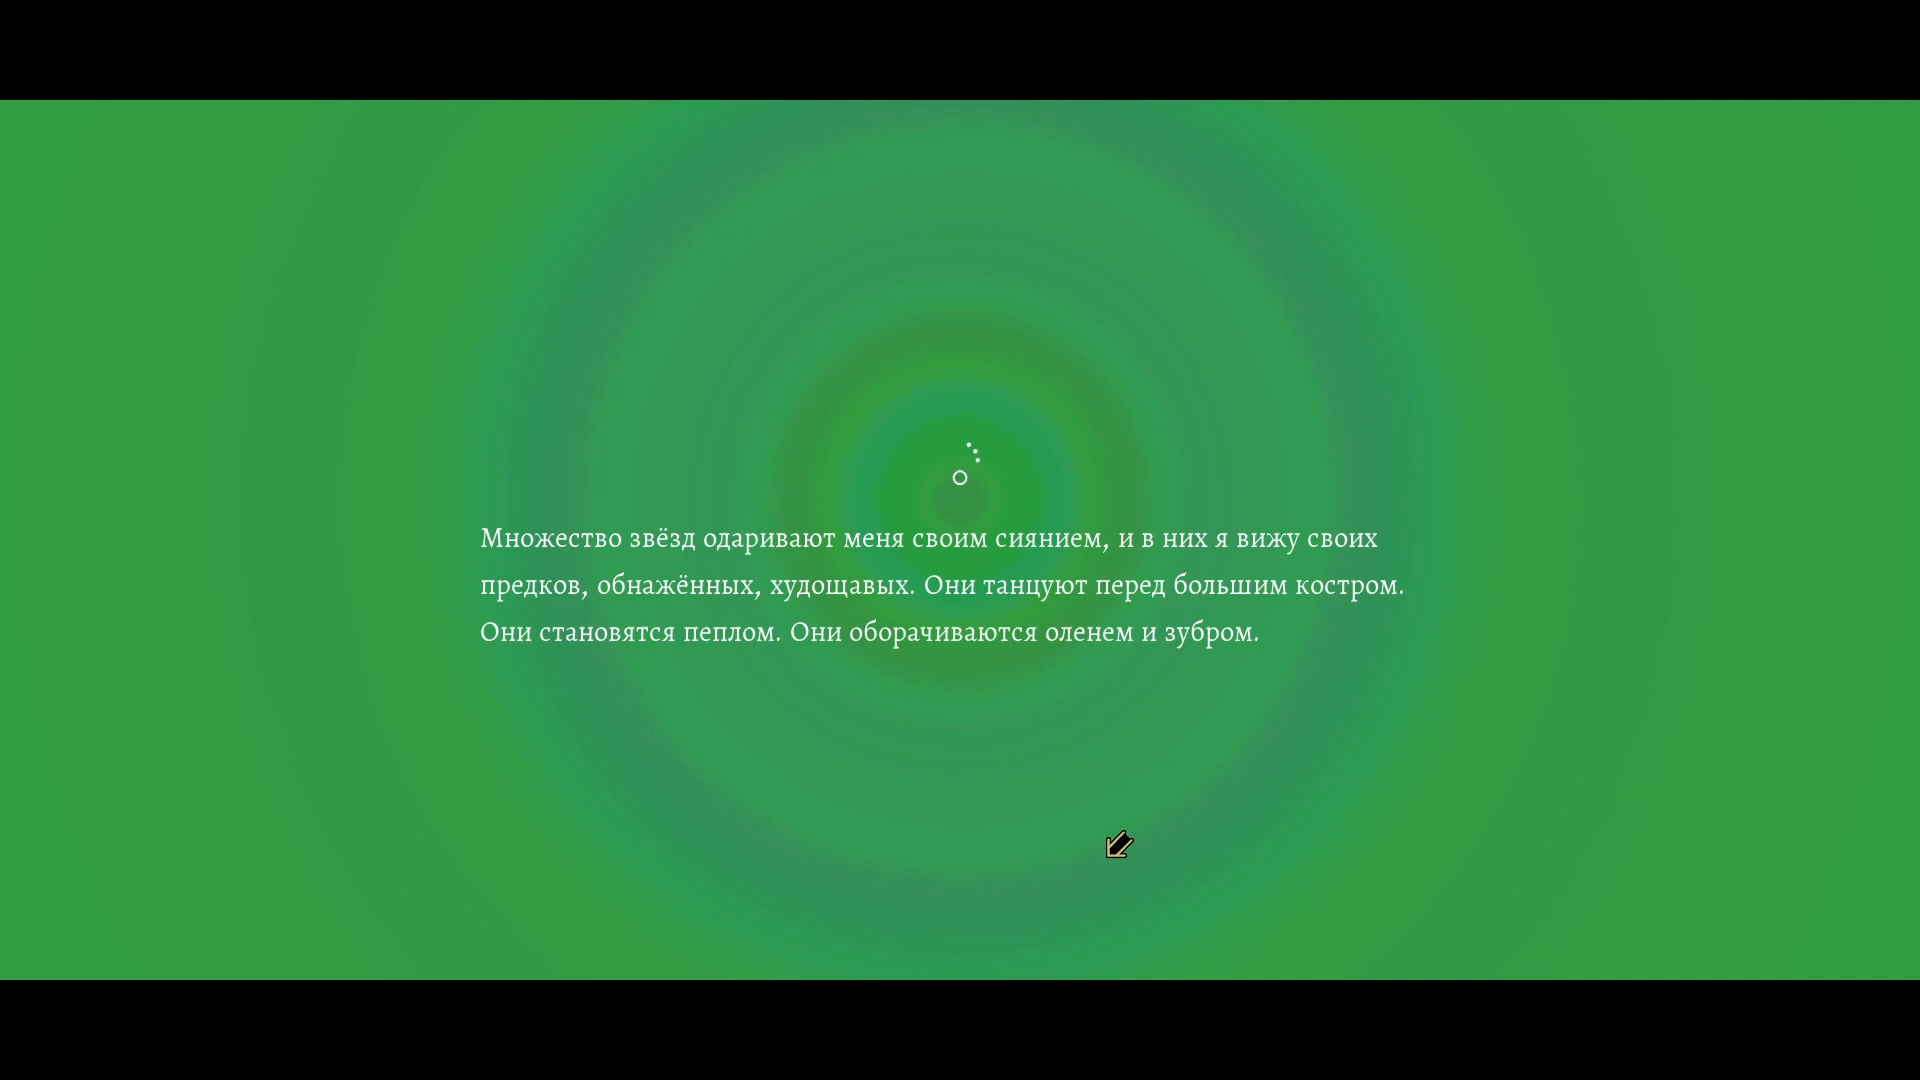 Множество звёзд одаривают меня своим сиянием, и в них я вижу своих
предков, обнажённых, худощавых. Они танцуют перед большим костром.
Они становятся пеплом. Они оборачиваются оленем и зубром.